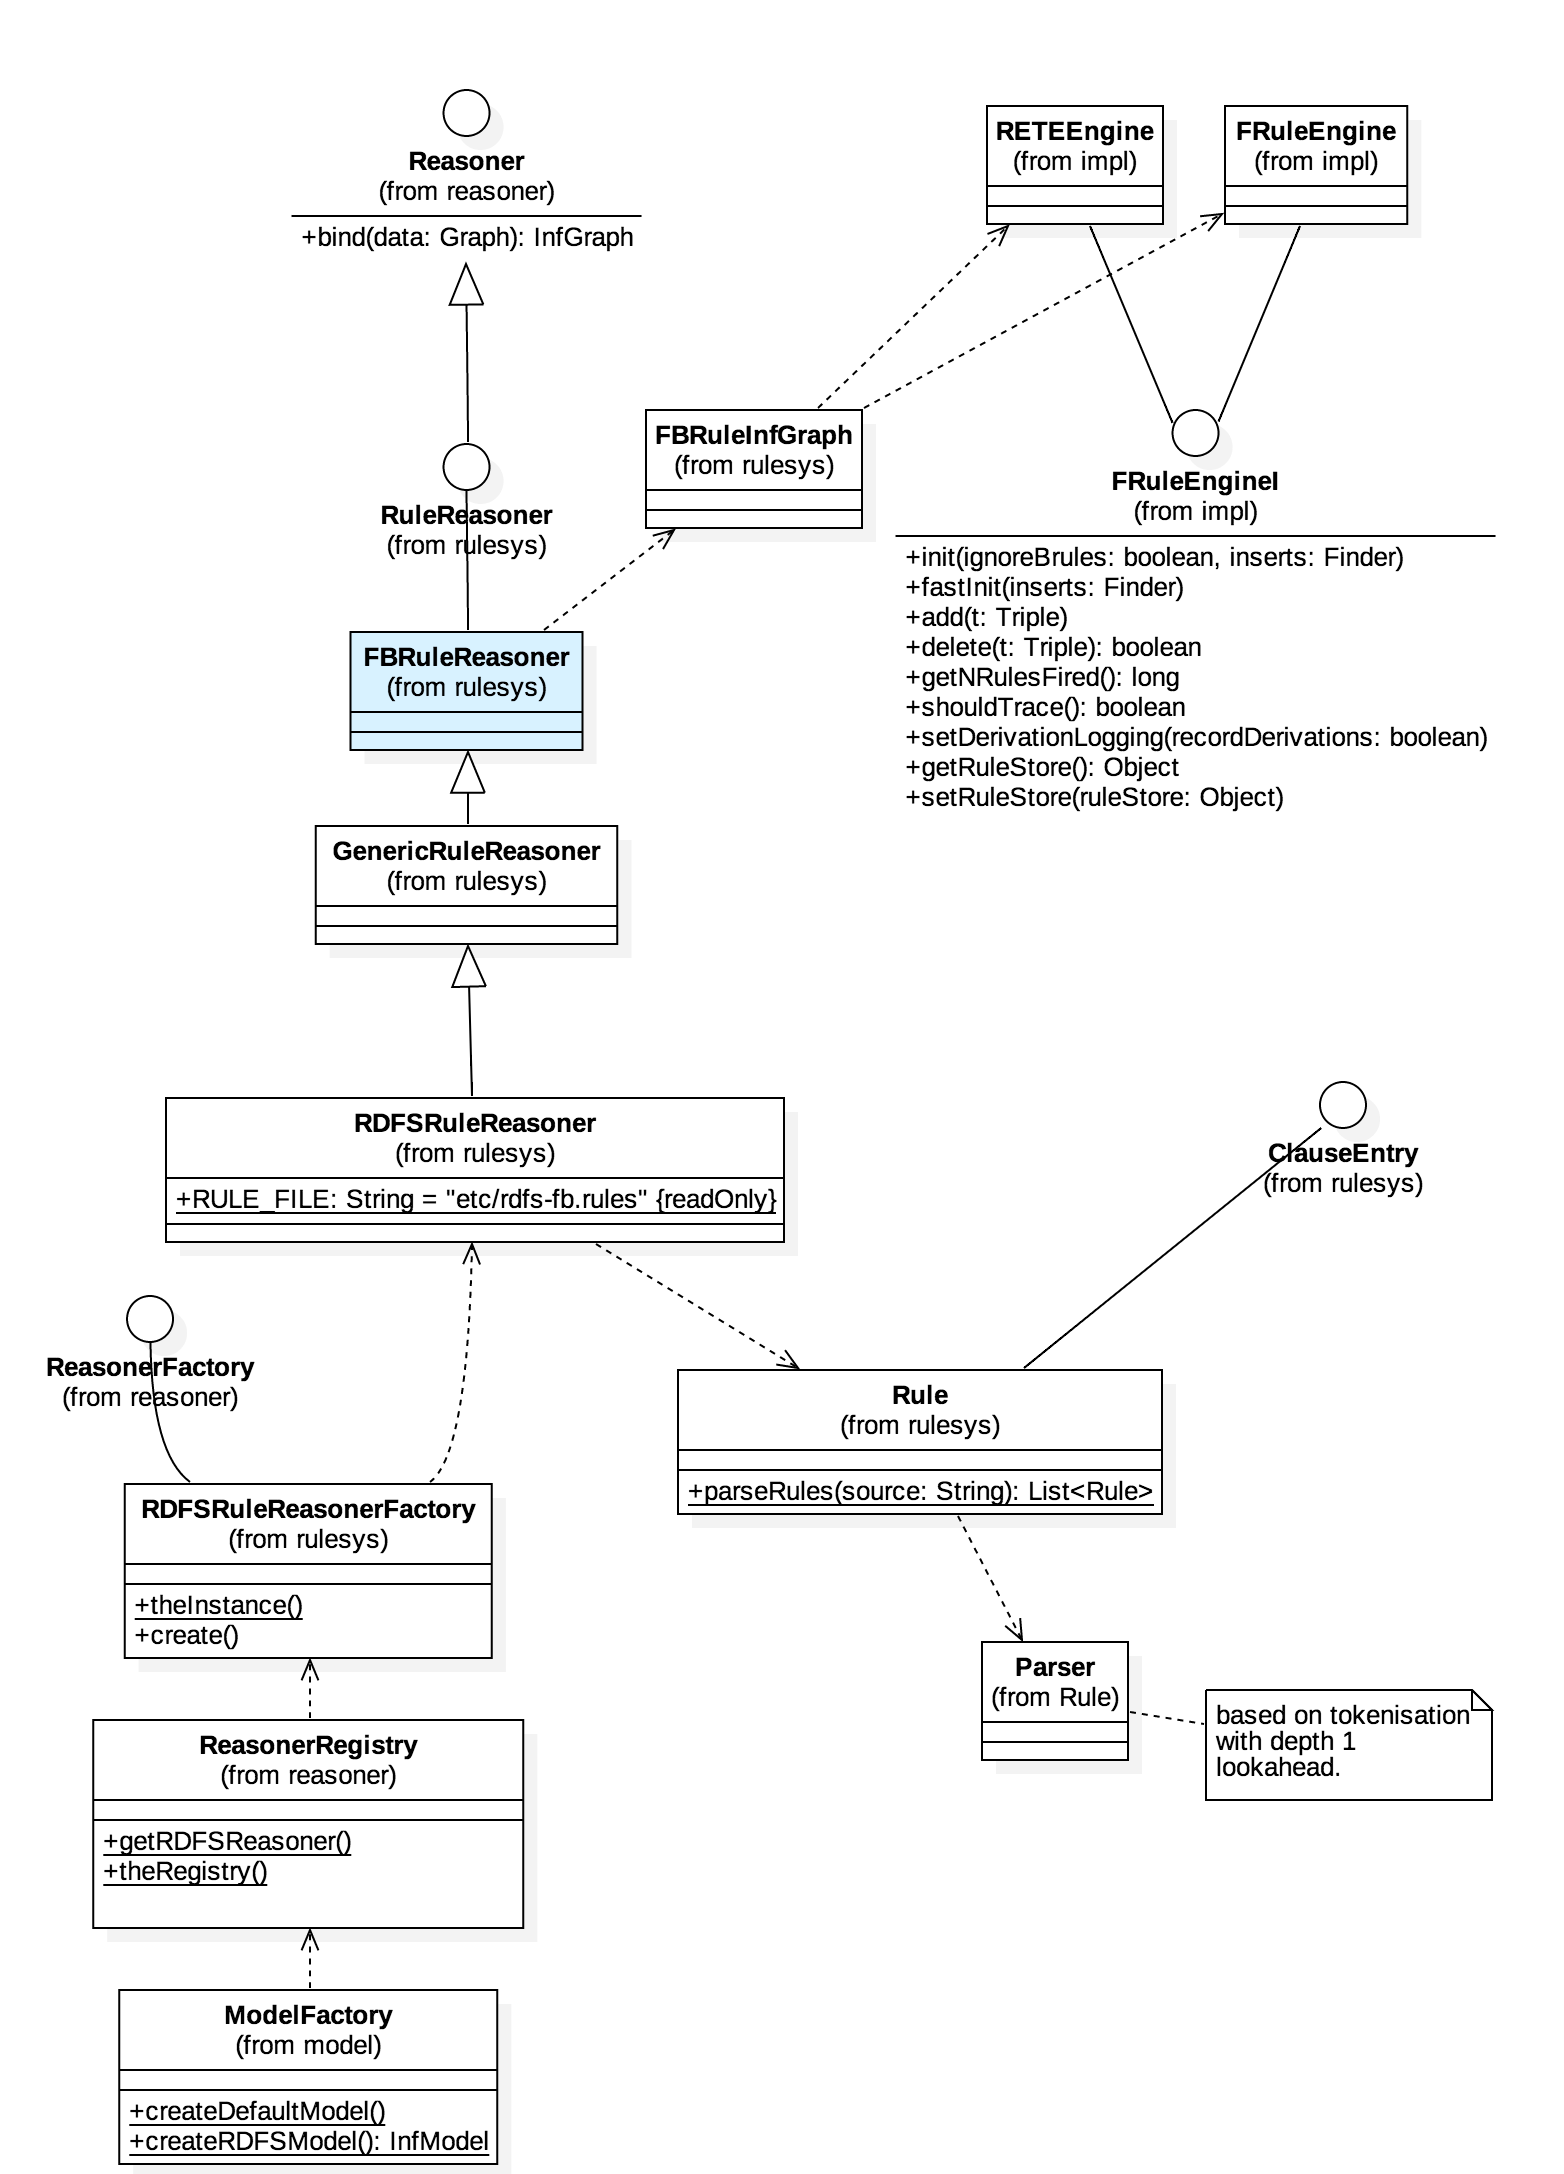 Reasoner
(from reasoner)
+bind(data: Graph): InfGraph
RETEEngine
(from impl)
FRuleEngine
(from impl)
RuleReasoner
(from rulesys)
FBRuleInfGraph
(from rulesys)
FRuleEngineI
(from impl)
+init(ignoreBrules: boolean, inserts: Finder)
+fastInit(inserts: Finder)
+add(t: Triple)
+delete(t: Triple): boolean
+getNRulesFired(): long
+shouldTrace(): boolean
+setDerivationLogging(recordDerivations: boolean)
+getRuleStore(): Object
+setRuleStore(ruleStore: Object)
FBRuleReasoner
(from rulesys)
GenericRuleReasoner
(from rulesys)
RDFSRuleReasoner
(from rulesys)
+RULE_FILE: String = "etc/rdfs-fb.rules" {readOnly}
ClauseEntry
(from rulesys)
ReasonerFactory
(from reasoner)
Rule
(from rulesys)
+parseRules(source: String): List<Rule>
RDFSRuleReasonerFactory
(from rulesys)
+theInstance()
+create()
Parser
(from Rule)
based on tokenisation
with depth 1
lookahead.
ReasonerRegistry
(from reasoner)
+getRDFSReasoner()
+theRegistry()
ModelFactory
(from model)
+createDefaultModel()
+createRDFSModel(): InfModel